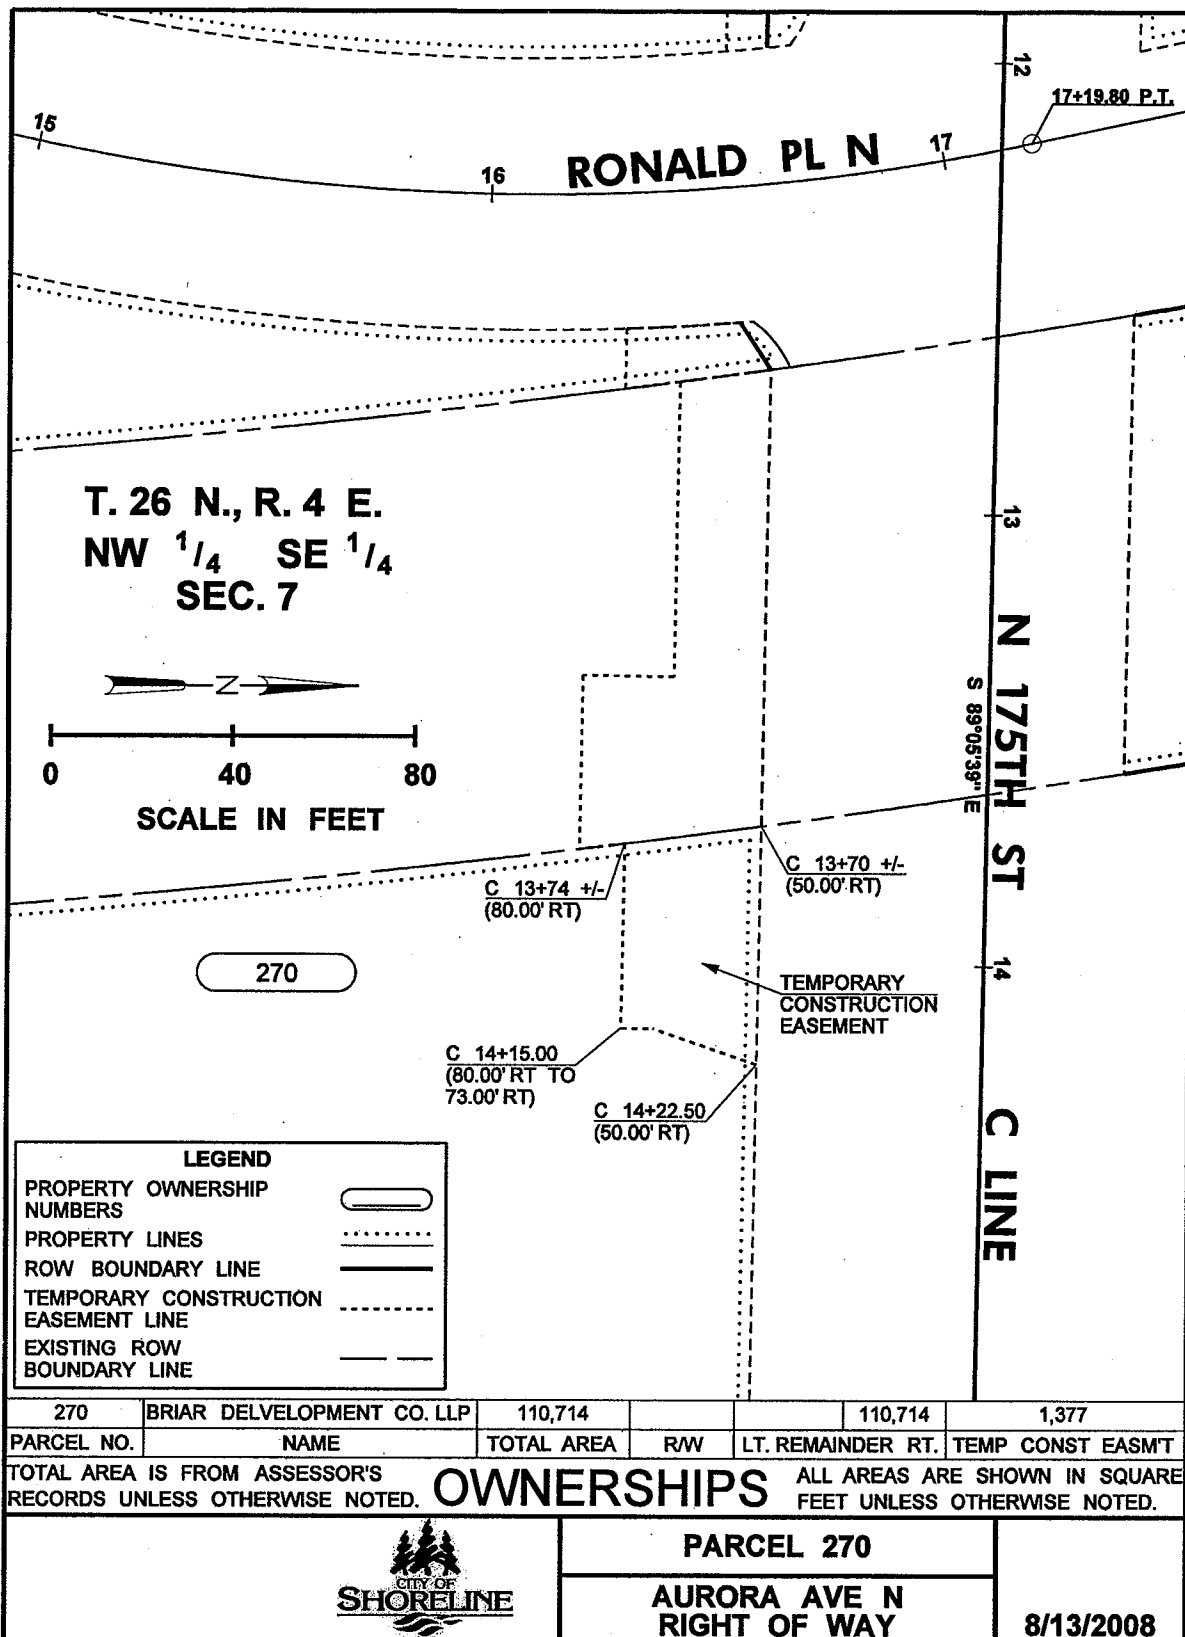 12
17+19.80 P.T.
15
16
RONALD PL N
17
T. 26 N., R. 4 E.
NW 1/4 SE 1/4
SEC. 7
13
N
0 40 80
SCALE IN FEET
N 175TH ST
S 89°05'39" E
C 13+74 +/-
(80.00' RT)
C 13+70 +/-
(50.00' RT)
270
14
TEMPORARY
CONSTRUCTION
EASEMENT
C 14+15.00
(80.00' RT TO
73.00' RT)
C 14+22.50
(50.00' RT)
C LINE
LEGEND
PROPERTY OWNERSHIP
NUMBERS
PROPERTY LINES
ROW BOUNDARY LINE
TEMPORARY CONSTRUCTION
EASEMENT LINE
EXISTING ROW
BOUNDARY LINE
270 BRIAR DELVELOPMENT CO. LLP 110,714 110,714 1,377
PARCEL NO. NAME TOTAL AREA R/W LT. REMAINDER RT. TEMP CONST EASM'T
TOTAL AREA IS FROM ASSESSOR'S
RECORDS UNLESS OTHERWISE NOTED.
OWNERSHIPS
ALL AREAS ARE SHOWN IN SQUARE
FEET UNLESS OTHERWISE NOTED.
CITY OF
SHORELINE
PARCEL 270
AURORA AVE N
RIGHT OF WAY
8/13/2008